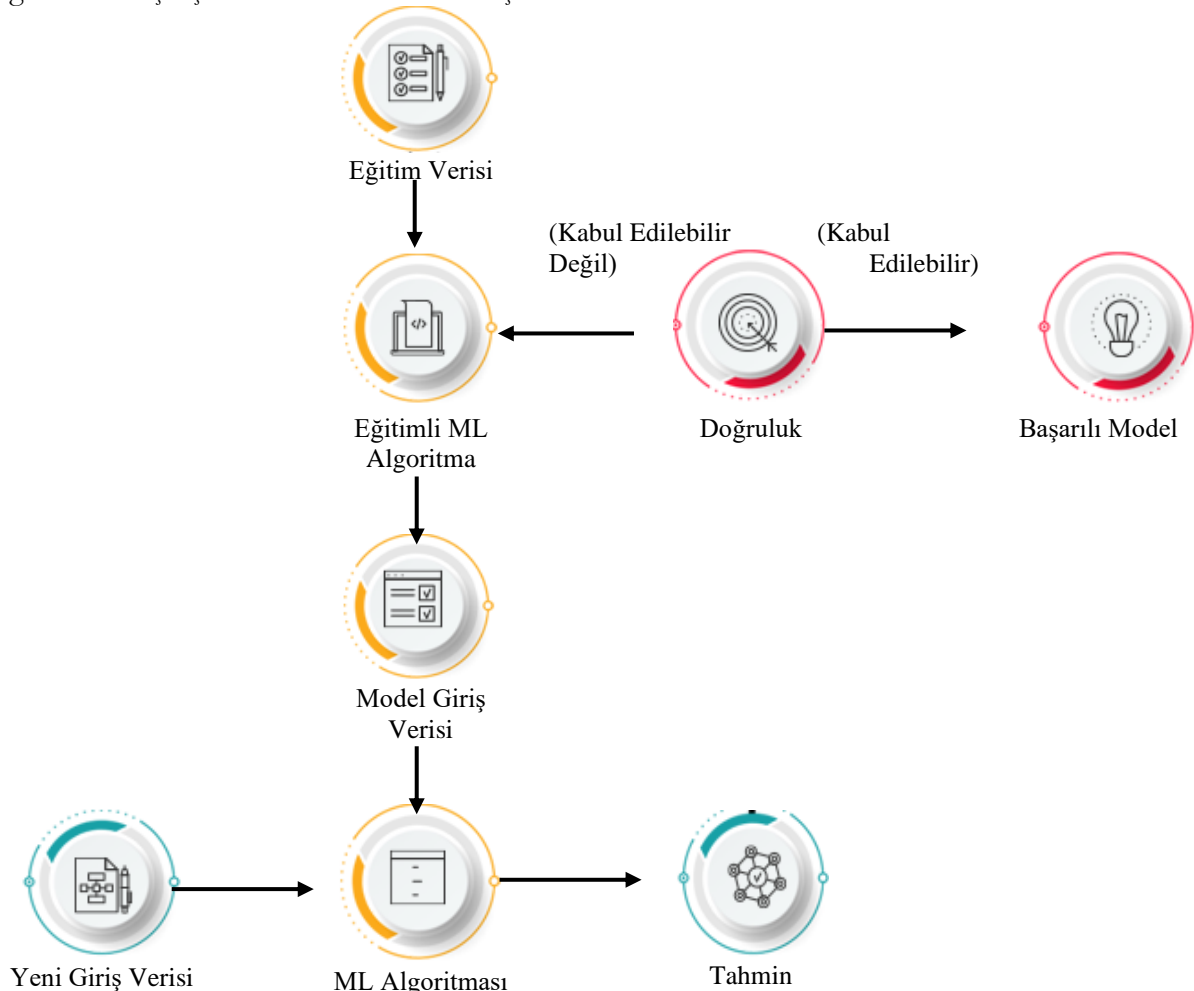 Eğitim Verisi
(Kabul Edilebilir
Değil)
(Kabul
Edilebilir)
</>
Eğitimli ML
Algoritma
Doğruluk
Başarılı Model
Model Giriş
Verisi
Yeni Giriş Verisi
ML Algoritması
Tahmin